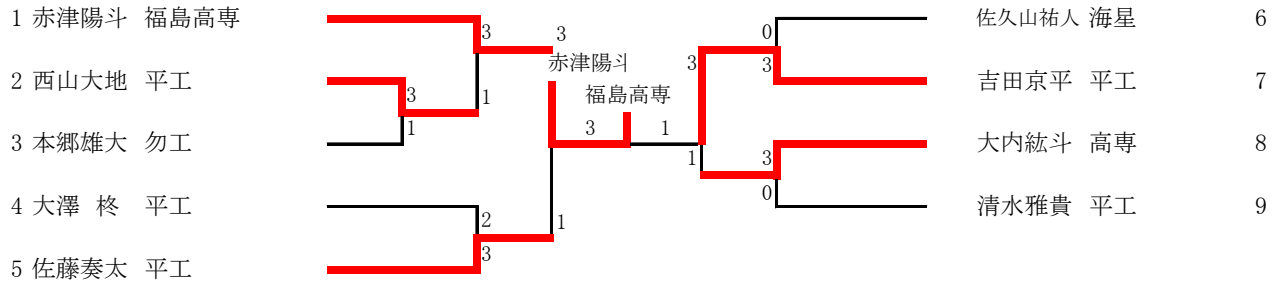 1 赤津陽斗 福島高専
2 西山大地 平工
3 本郷雄大 勿工
4 大澤 柊 平工
5 佐藤奏太 平工
3
1
3
1
2
3
3
1
赤津陽斗
福島高専
3
1
3
1
0
3
3
0
佐久山祐人 海星 6
吉田京平 平工 7
大内紘斗 高専 8
清水雅貴 平工 9